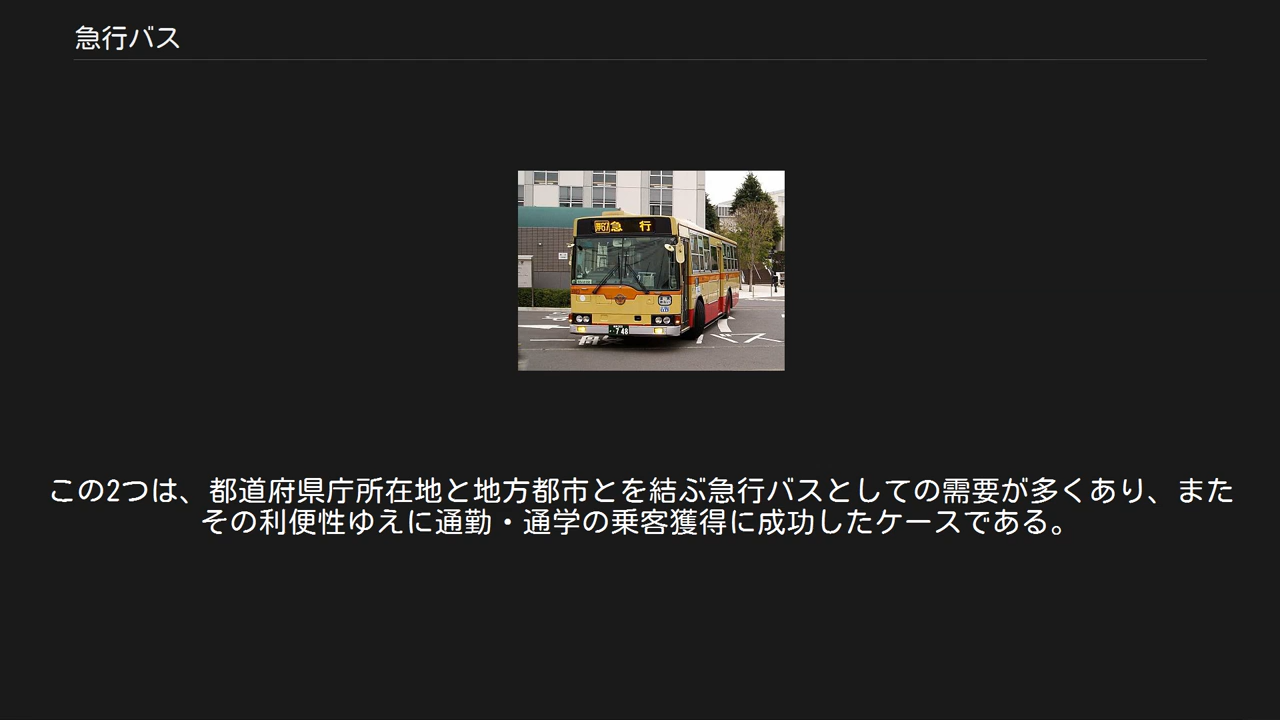 急行バス
急 行
748
この2つは、都道府県庁所在地と地方都市とを結ぶ急行バスとしての需要が多くあり、また
その利便性ゆえに通勤・通学の乗客獲得に成功したケースである。